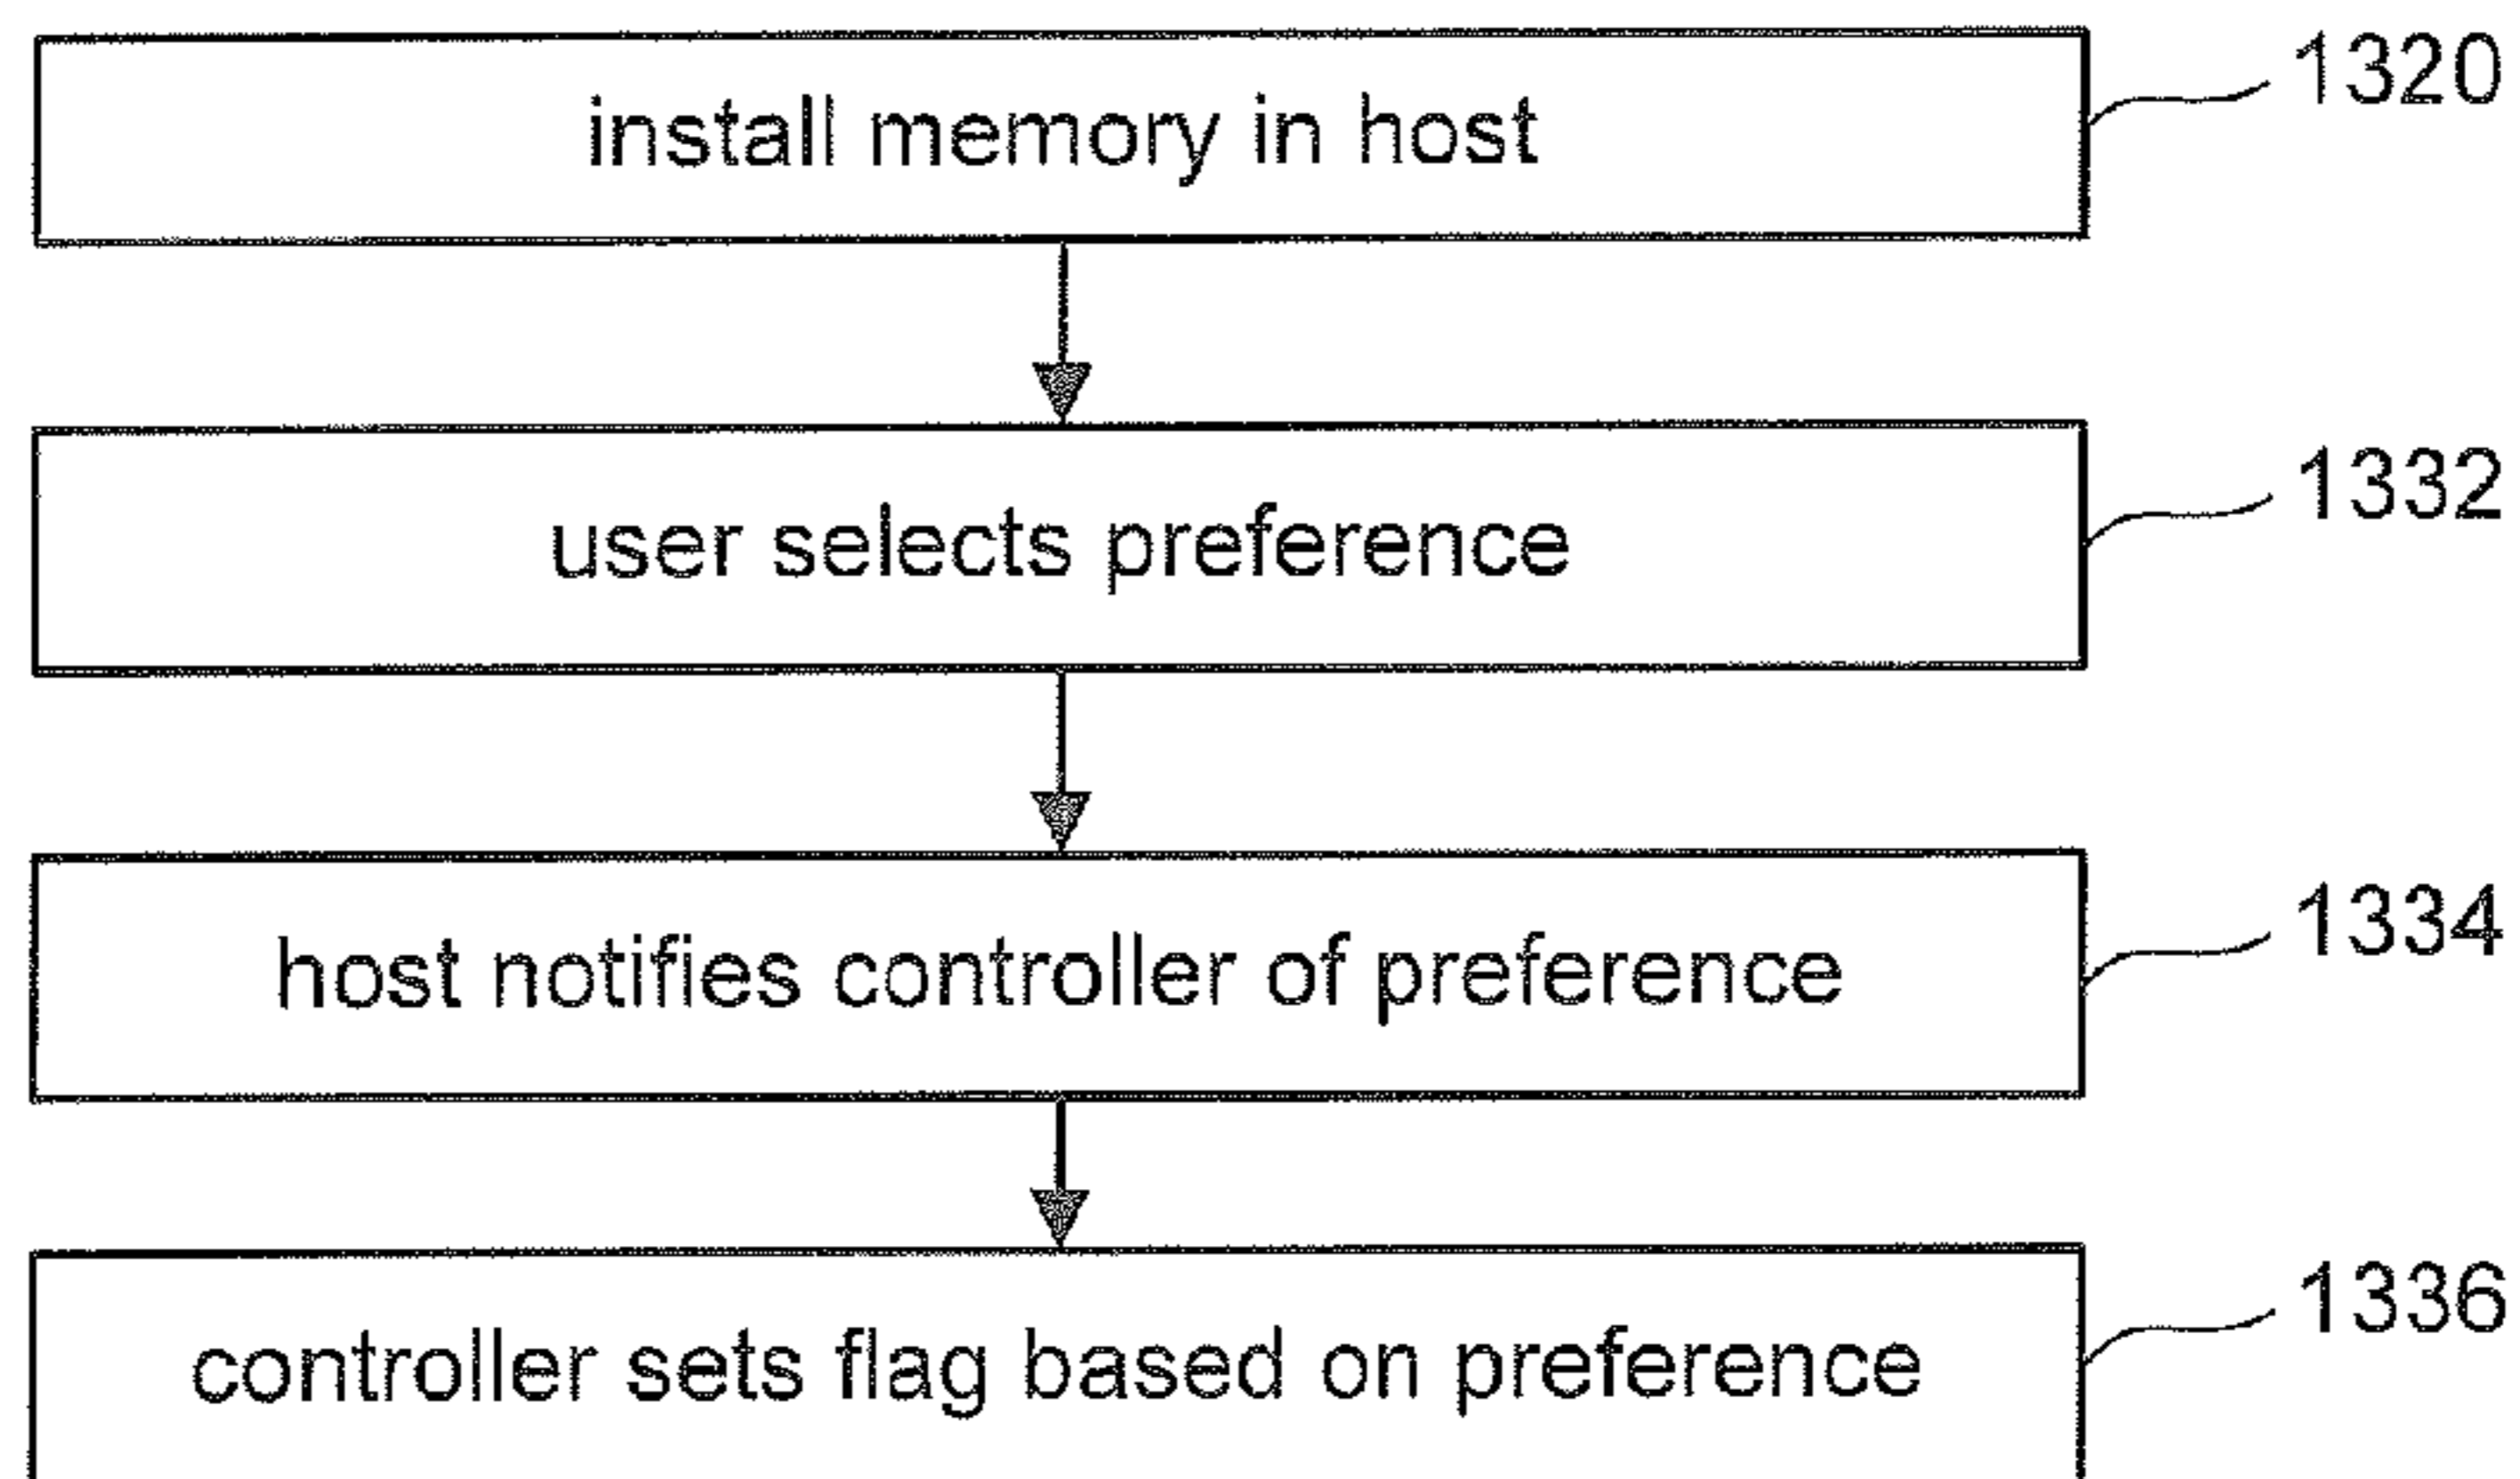 install memory in host
1320
user selects preference
1332
host notifies controller of preference
1334
controller sets flag based on preference
1336